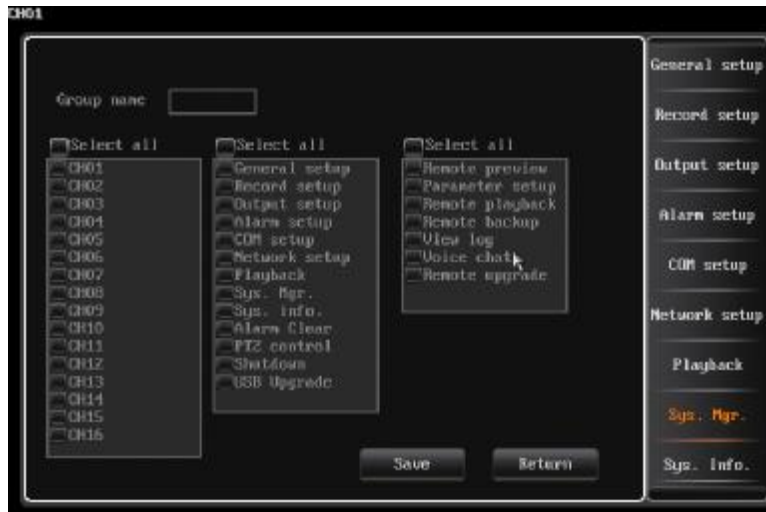 CH01
Group name
Select all
CH01
CH02
CH03
CH04
CH05
CH06
CH07
CH08
CH09
CH10
CH11
CH12
CH13
CH14
CH15
CH16
Select all
General setup
Record setup
Output setup
Alarm setup
COM setup
Network setup
Playback
Sys. Mgr.
Sys. info.
Alarm Clear
PTZ control
Shutdown
USB Upgrade
Select all
Remote preview
Parameter setup
Remote playback
Remote backup
View log
Voice chat
Remote upgrade
Save
Return
General setup
Record setup
Output setup
Alarm setup
COM setup
Network setup
Playback
Sys. Mgr.
Sys. Info.